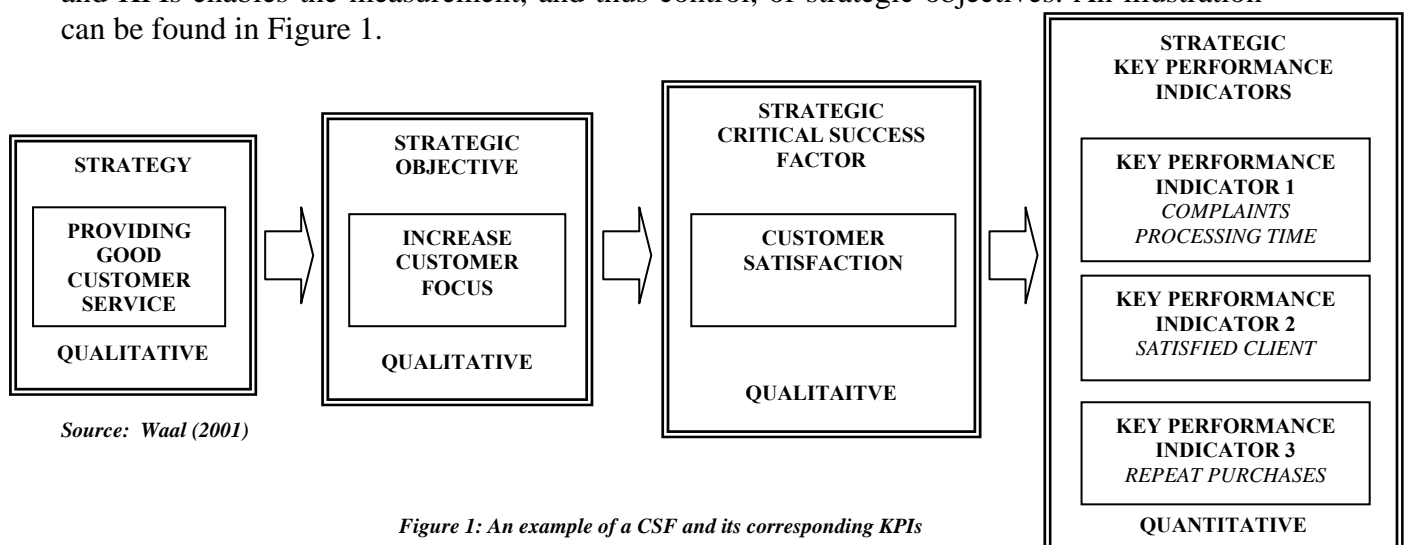 and KPIs enables the measurement, and thus control, of strategic objectives. An illustration
can be found in Figure 1.
STRATEGY
PROVIDING
GOOD
CUSTOMER
SERVICE
QUALITATIVE
STRATEGIC
OBJECTIVE
INCREASE
CUSTOMER
FOCUS
QUALITATIVE
STRATEGIC
CRITICAL SUCCESS
FACTOR
CUSTOMER
SATISFACTION
QUALITAITVE
STRATEGIC
KEY PERFORMANCE
INDICATORS
KEY PERFORMANCE
INDICATOR 1
COMPLAINTS
PROCESSING TIME
KEY PERFORMANCE
INDICATOR 2
SATISFIED CLIENT
KEY PERFORMANCE
INDICATOR 3
REPEAT PURCHASES
QUANTITATIVE
Source: Waal (2001)
Figure 1: An example of a CSF and its corresponding KPIs